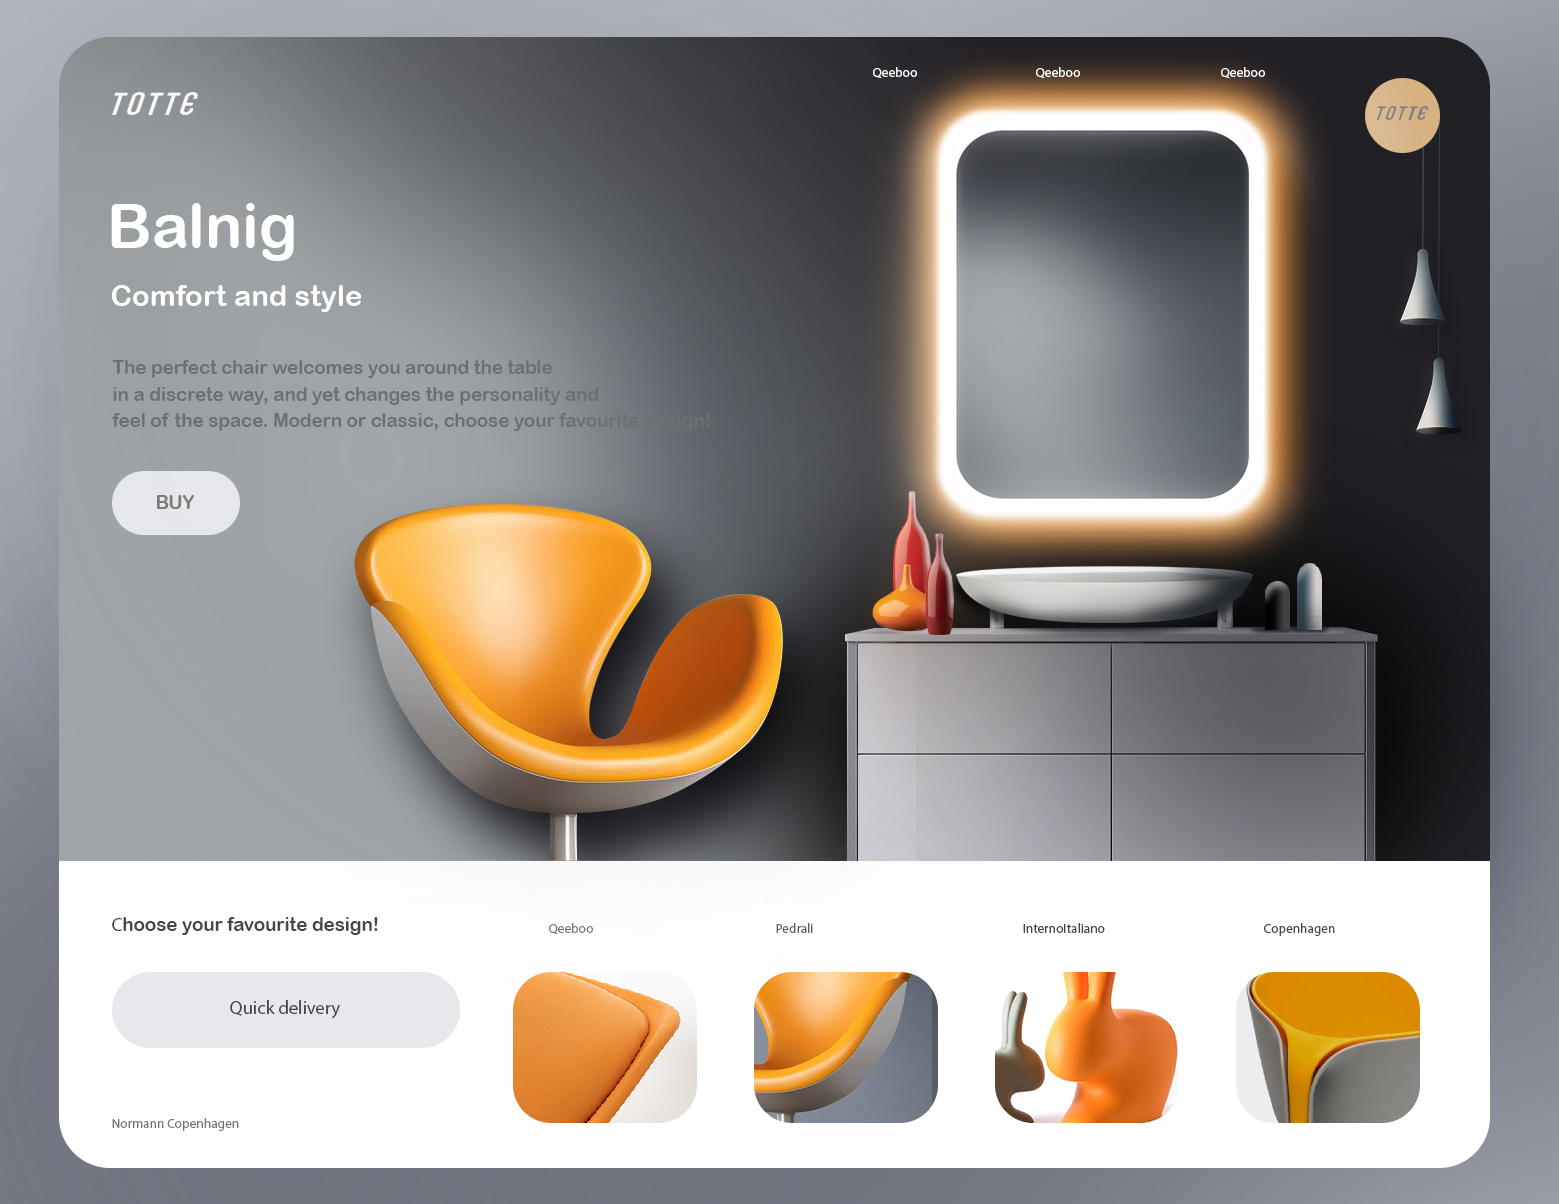 Qeeboo Qeeboo Qeeboo
TOTTE
TOTTE
Balnig
Comfort and style
The perfect chair welcomes you around the table
in a discrete way, and yet changes the personality and
feel of the space. Modern or classic, choose your favourite design!
BUY
Choose your favourite design!
Qeeboo Pedrali InternoItaliano Copenhagen
Quick delivery
Normann Copenhagen